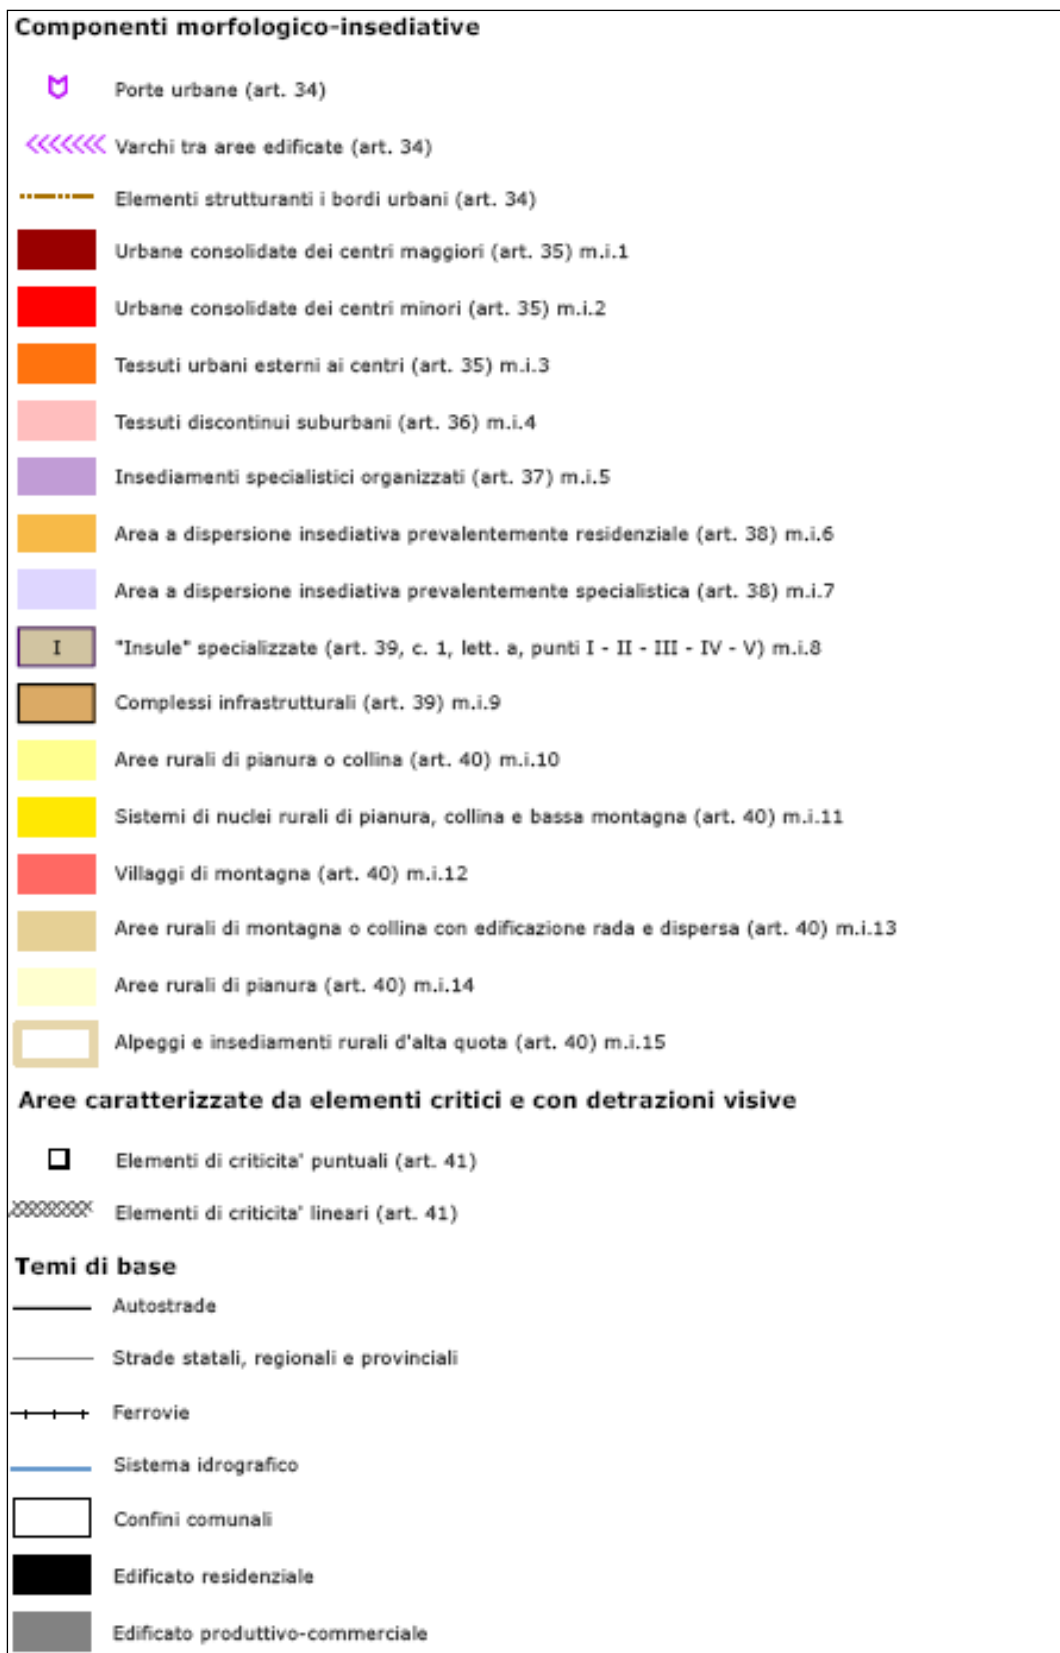 Componenti morfologico-insediative
Porte urbane (art. 34)
Varchi tra aree edificate (art. 34)
Elementi strutturanti i bordi urbani (art. 34)
Urbane consolidate dei centri maggiori (art. 35) m.i.1
Urbane consolidate dei centri minori (art. 35) m.i.2
Tessuti urbani esterni ai centri (art. 35) m.i.3
Tessuti discontinui suburbani (art. 36) m.i.4
Insediamenti specialistici organizzati (art. 37) m.i.5
Area a dispersione insediativa prevalentemente residenziale (art. 38) m.i.6
Area a dispersione insediativa prevalentemente specialistica (art. 38) m.i.7
I "Insule" specializzate (art. 39, c. 1, lett. a, punti I - II - III - IV - V) m.i.8
Complessi infrastrutturali (art. 39) m.i.9
Aree rurali di pianura o collina (art. 40) m.i.10
Sistemi di nuclei rurali di pianura, collina e bassa montagna (art. 40) m.i.11
Villaggi di montagna (art. 40) m.i.12
Aree rurali di montagna o collina con edificazione rada e dispersa (art. 40) m.i.13
Aree rurali di pianura (art. 40) m.i.14
Alpeggi e insediamenti rurali d'alta quota (art. 40) m.i.15
Aree caratterizzate da elementi critici e con detrazioni visive
Elementi di criticita' puntuali (art. 41)
Elementi di criticita' lineari (art. 41)
Temi di base
Autostrade
Strade statali, regionali e provinciali
Ferrovie
Sistema idrografico
Confini comunali
Edificato residenziale
Edificato produttivo-commerciale